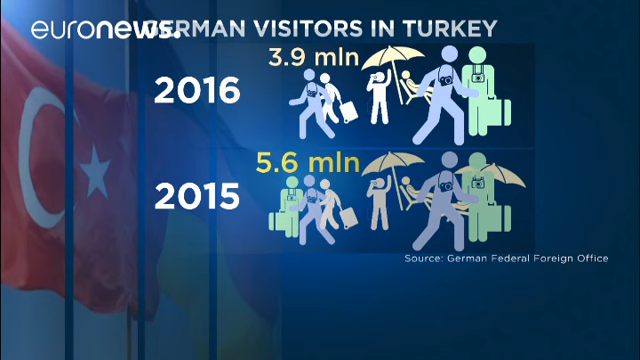 euronews.
GERMAN VISITORS IN TURKEY
3.9 mln
2016
5.6 mln
2015
Source: German Federal Foreign Office